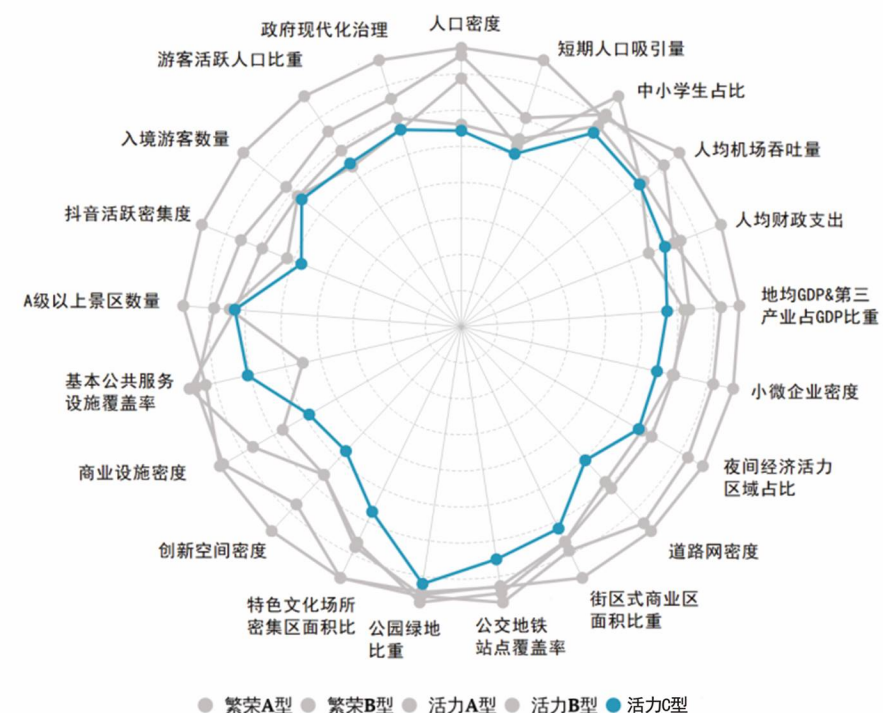 人口密度
短期人口吸引量
中小学生占比
人均机场吞吐量
人均财政支出
地均GDP&第三
产业占GDP比重
小微企业密度
夜间经济活力
区域占比
道路网密度
街区式商业区
面积比重
公交地铁
站点覆盖率
公园绿地
比重
特色文化场所
密集区面积比
创新空间密度
商业设施密度
基本公共服务
设施覆盖率
A级以上景区数量
抖音活跃密集度
入境游客数量
游客活跃人口比重
政府现代化治理
繁荣A型 繁荣B型 活力A型 活力B型 活力C型